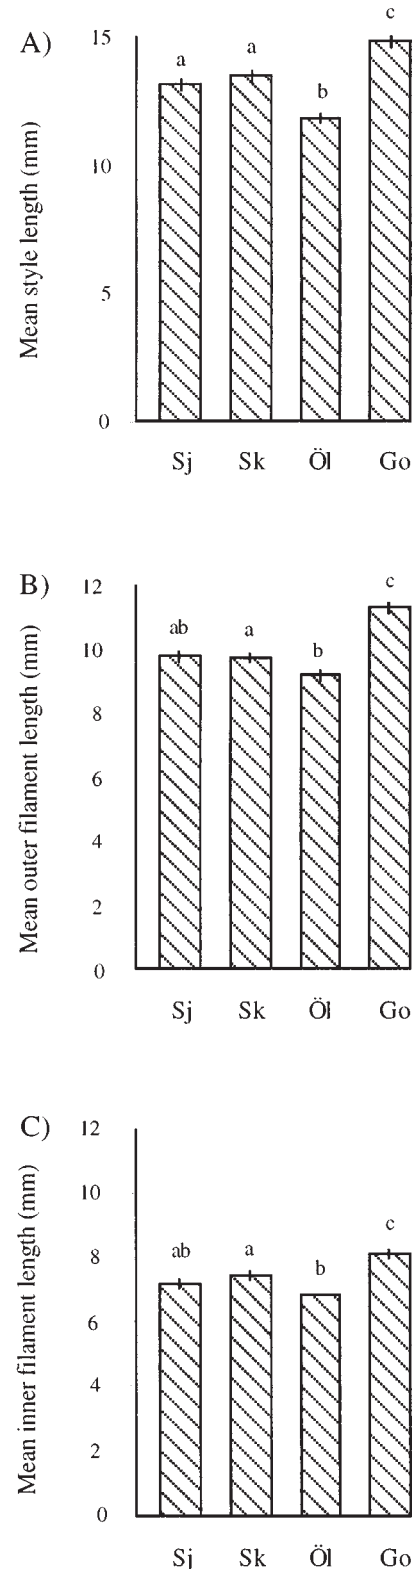 A)
Mean style length (mm)
15
10
5
0
a
a
b
c
Sj Sk Öl Go
B)
Mean outer filament length (mm)
12
10
8
6
4
2
0
ab
a
b
c
Sj Sk Öl Go
C)
Mean inner filament length (mm)
12
10
8
6
4
2
0
ab
a
b
c
Sj Sk Öl Go